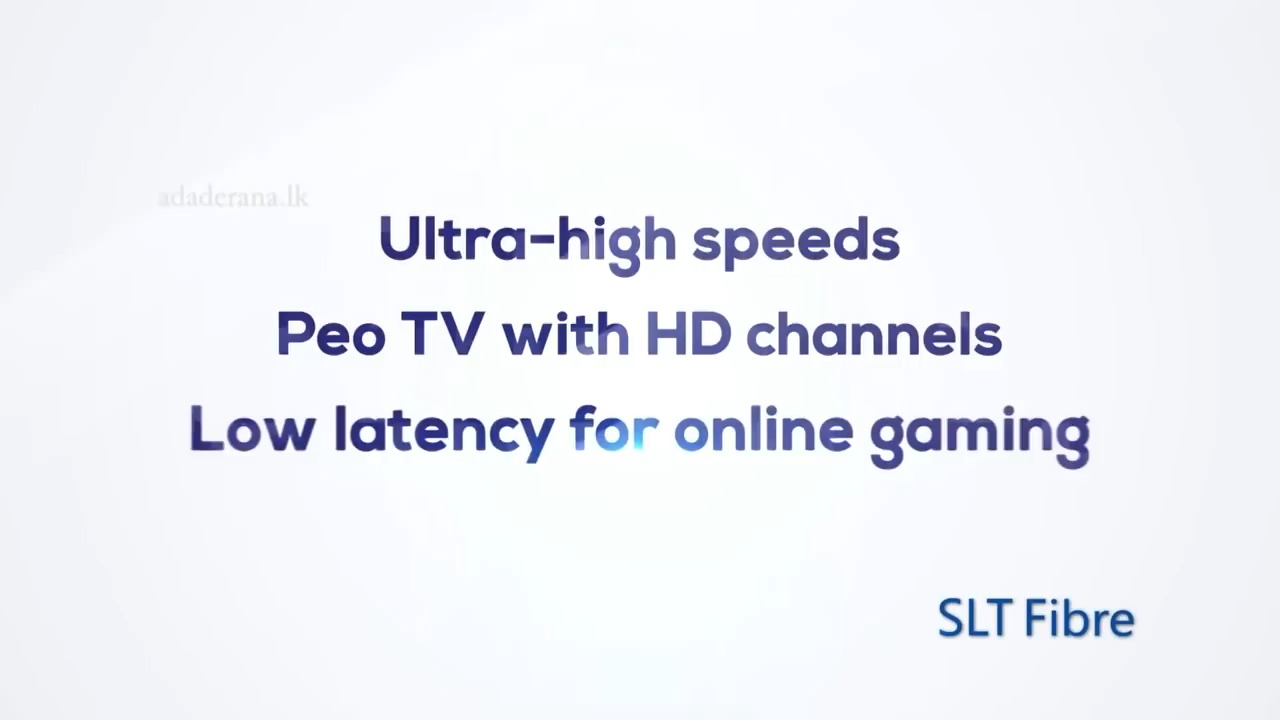 adaderana.lk
Ultra-high speeds
Peo TV with HD channels
Low latency for online gaming
SLT Fibre